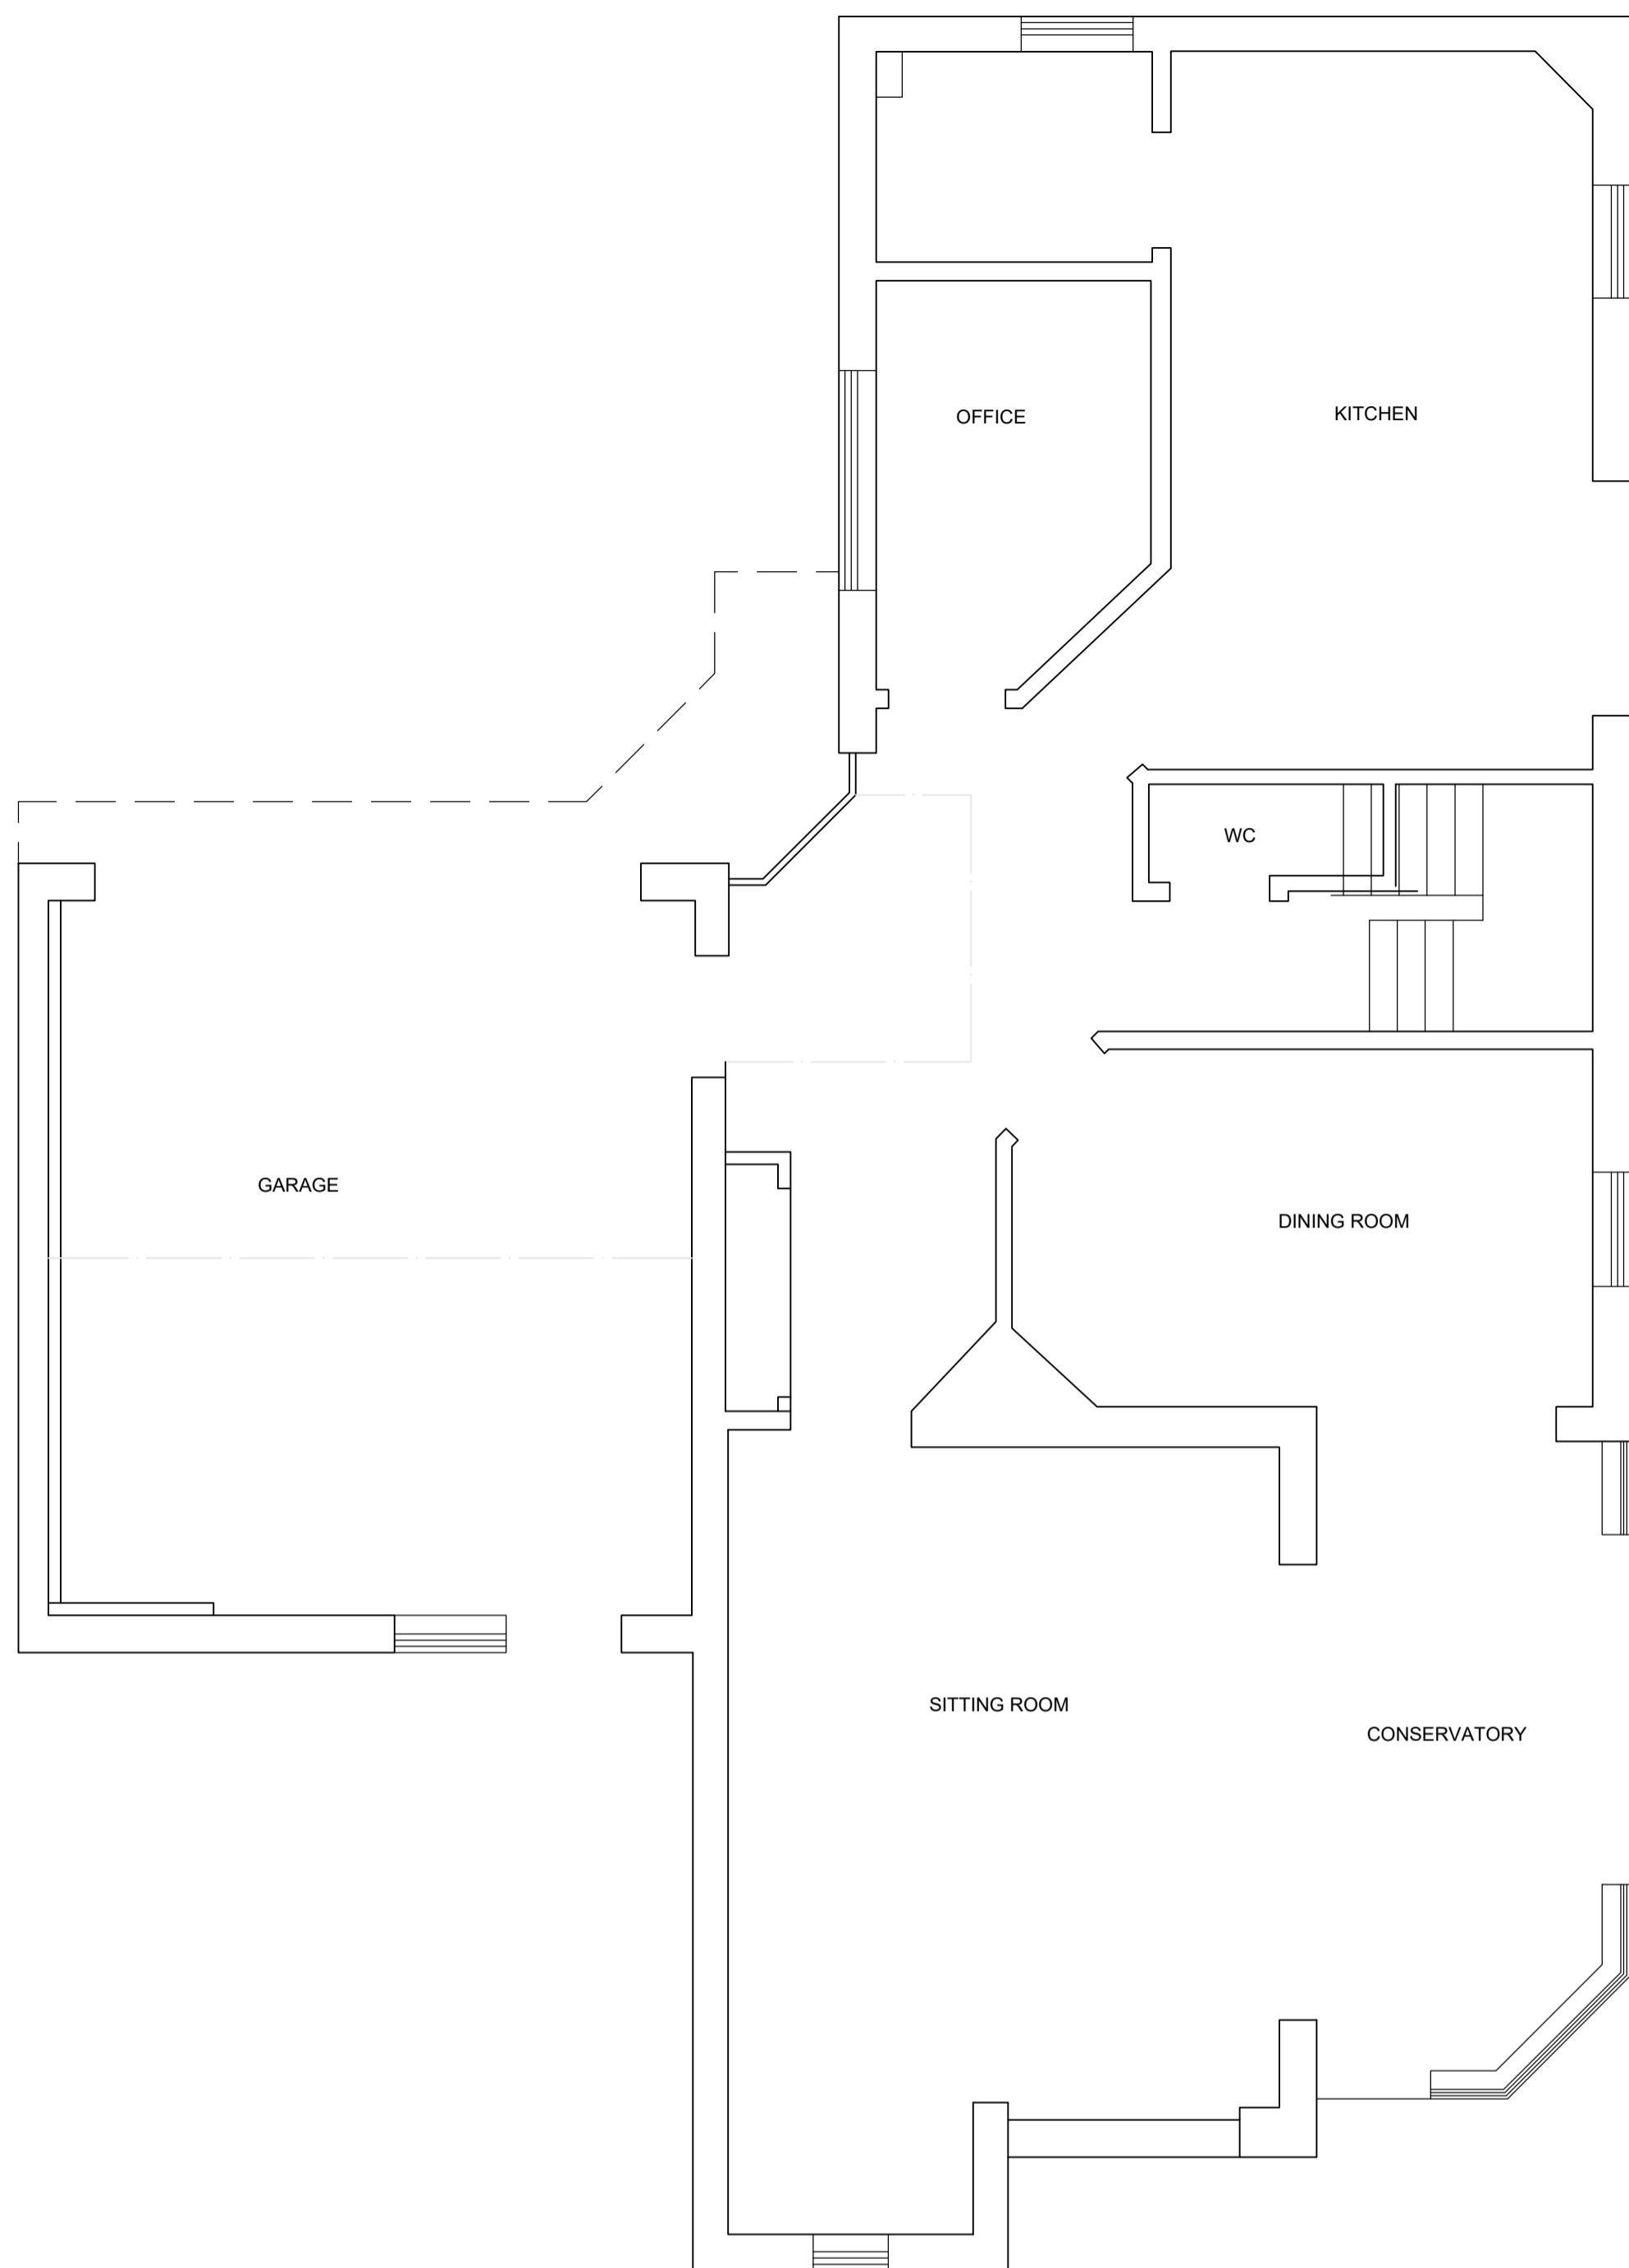 OFFICE
KITCHEN
WC
GARAGE
DINING ROOM
SITTING ROOM
CONSERVATORY